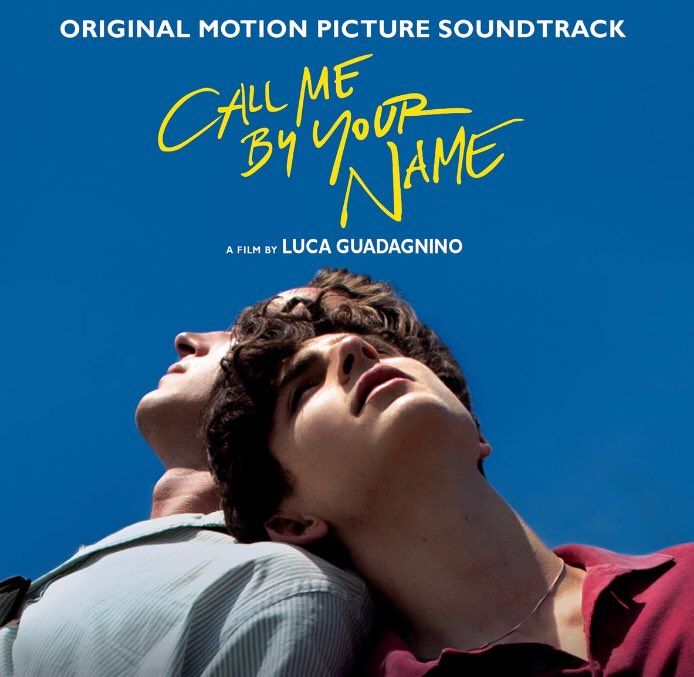 ORIGINAL MOTION PICTURE SOUNDTRACK
CALL ME
BY YOUR
NAME
A FILM BY LUCA GUADAGNINO